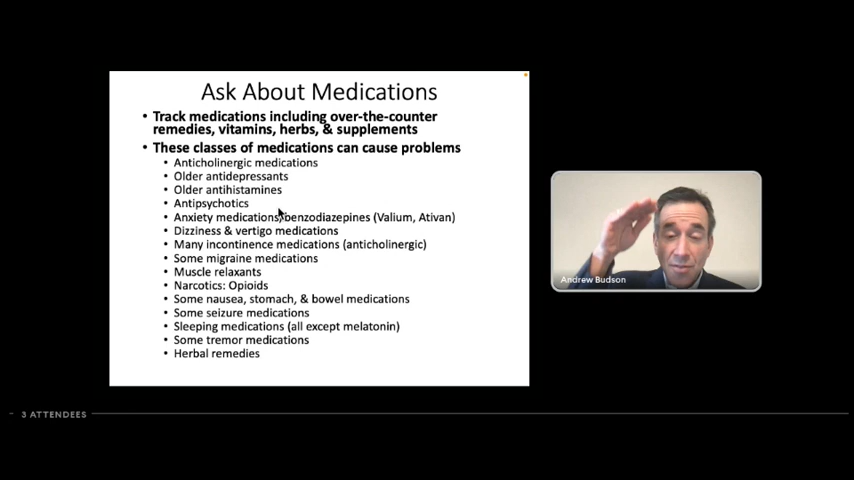 Ask About Medications
• Track medications including over-the-counter
remedies, vitamins, herbs, & supplements
• These classes of medications can cause problems
• Anticholinergic medications
• Older antidepressants
• Older antihistamines
• Antipsychotics
• Anxiety medications/benzodiazepines (Valium, Ativan)
• Dizziness & vertigo medications
• Many incontinence medications (anticholinergic)
• Some migraine medications
• Muscle relaxants
• Narcotics: Opioids
• Some nausea, stomach, & bowel medications
• Some seizure medications
• Sleeping medications (all except melatonin)
• Some tremor medications
• Herbal remedies
Andrew Budson
3 ATTENDEES